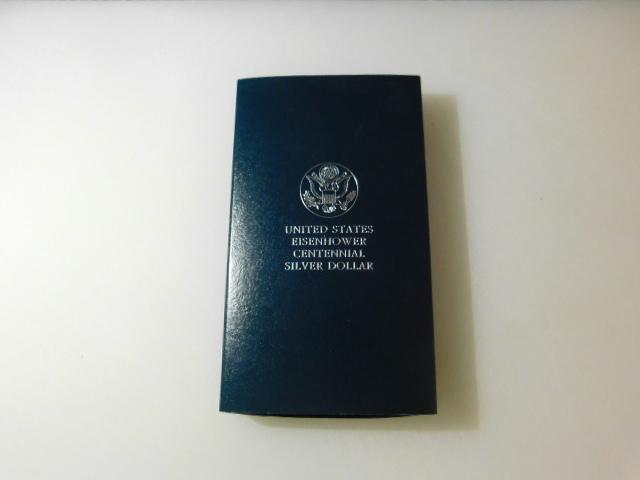 UNITED STATES
EISENHOWER
CENTENNIAL
SILVER DOLLAR